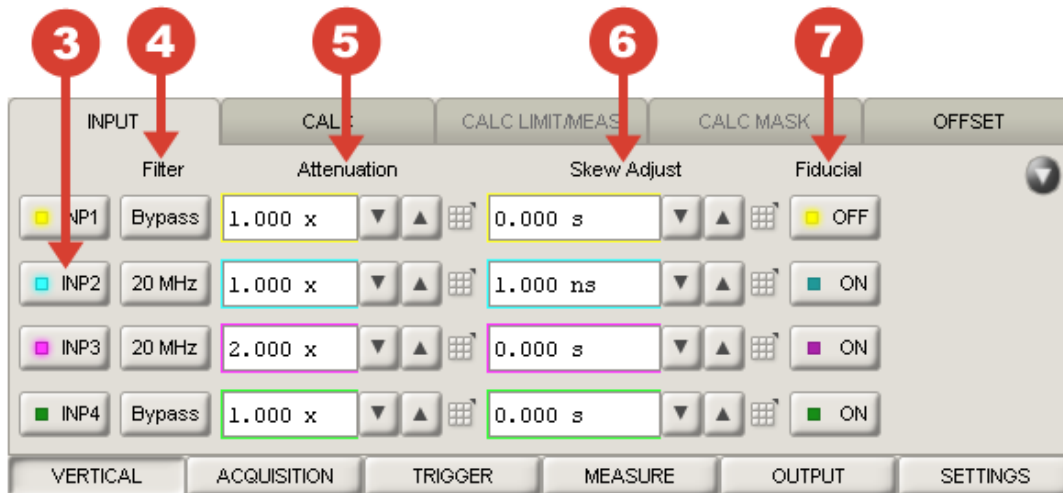 3 4 5 6 7
INPUT CALC CALC LIMIT/MEAS CALC MASK OFFSET
Filter Attenuation Skew Adjust Fiducial
INP1 Bypass 1.000 x 0.000 s OFF
INP2 20 MHz 1.000 x 1.000 ns ON
INP3 20 MHz 2.000 x 0.000 s ON
INP4 Bypass 1.000 x 0.000 s ON
VERTICAL ACQUISITION TRIGGER MEASURE OUTPUT SETTINGS